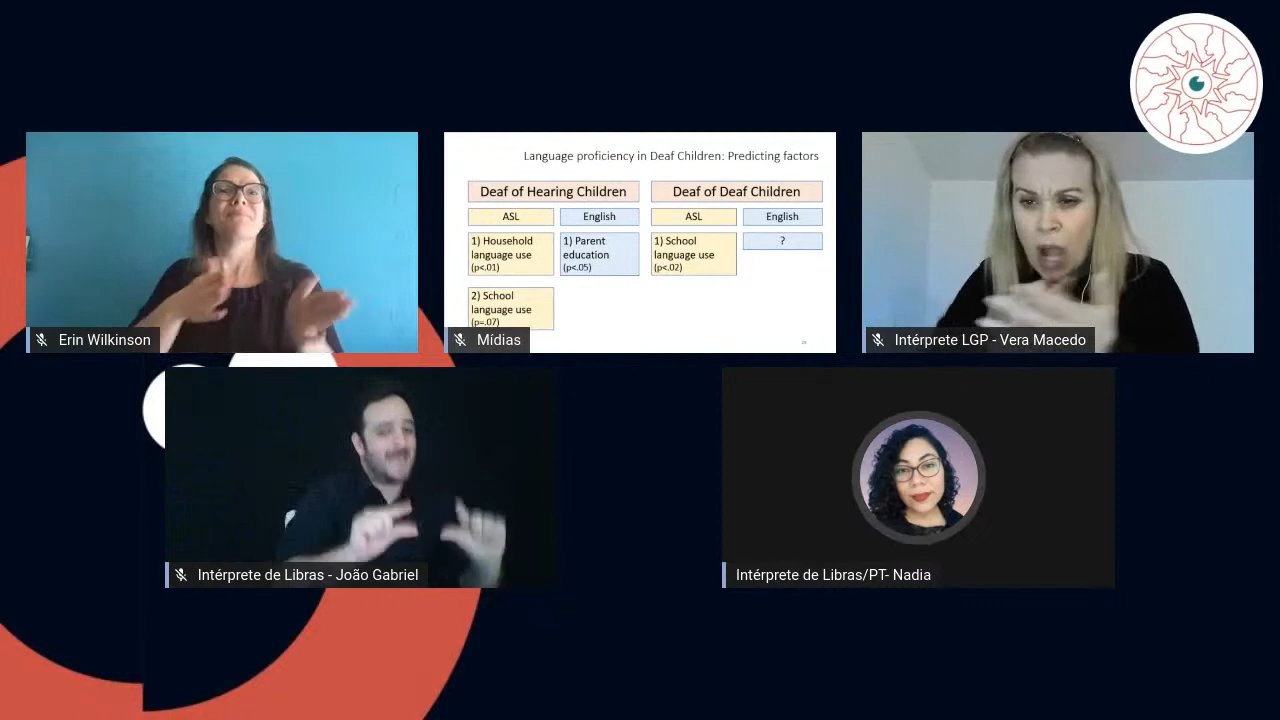 Language proficiency in Deaf Children: Predicting factors
Deaf of Hearing Children
Deaf of Deaf Children
ASL
English
ASL
English
1) Household
language use
(p<.01)
1) Parent
education
(p<.05)
1) School
language use
(p<.02)
?
2) School
language use
(p=.07)
Erin Wilkinson
Mídias
Intérprete LGP - Vera Macedo
Intérprete de Libras - João Gabriel
Intérprete de Libras/PT- Nadia